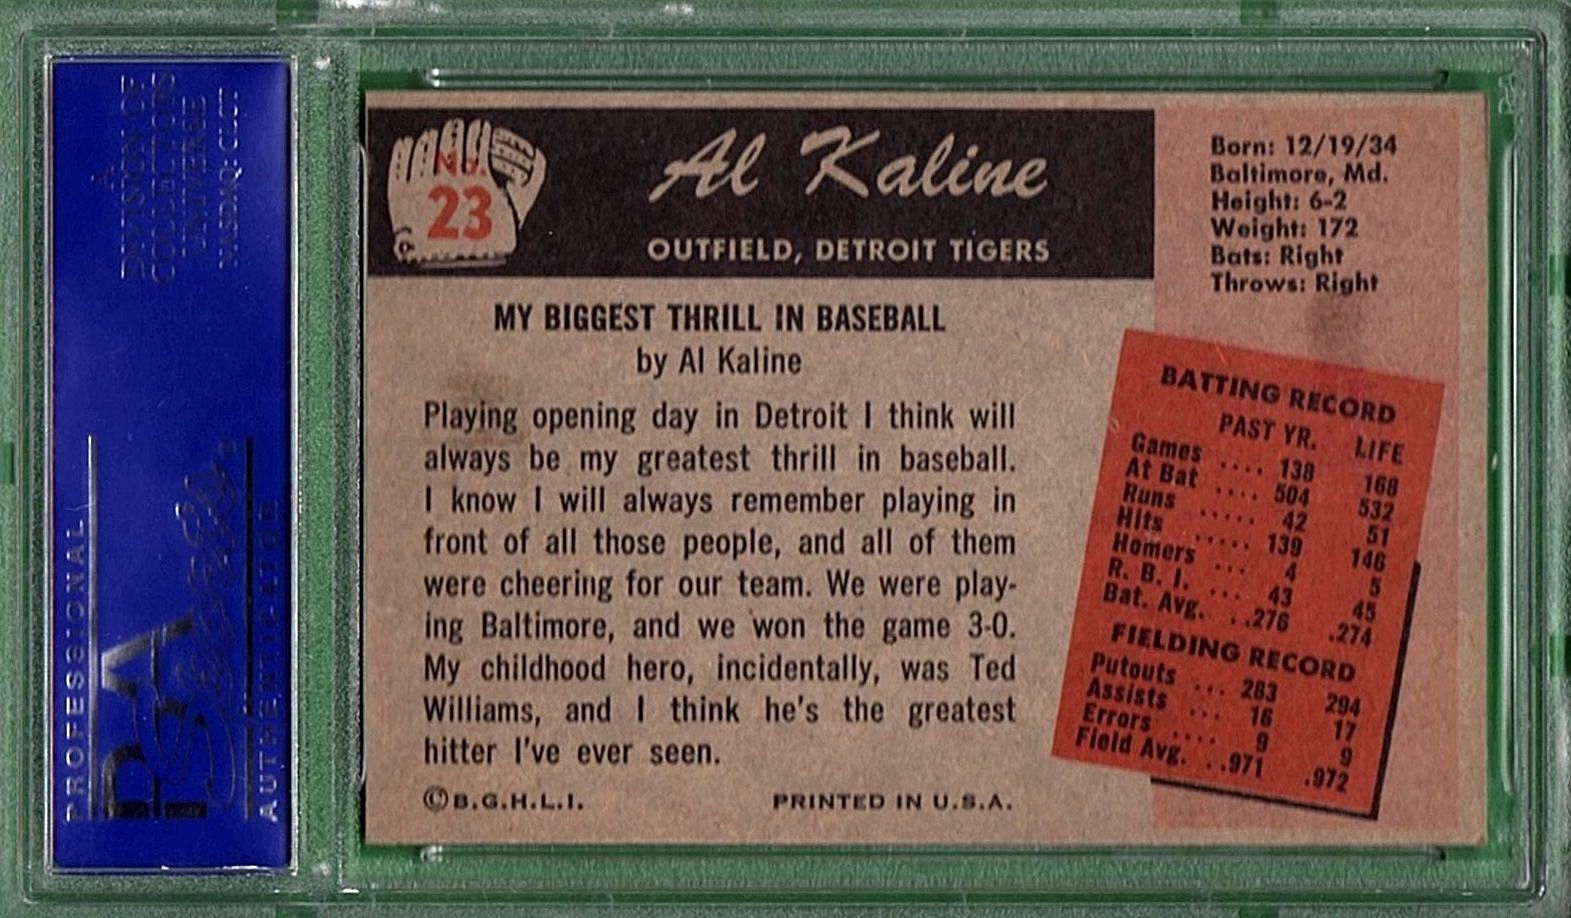 A
DIVISION OF
COLLECTORS
UNIVERSE
NASDAQ: CLCT
PROFESSIONAL
PSA
AUTHENTICATOR
No.
23
Al Kaline
OUTFIELD, DETROIT TIGERS
Born: 12/19/34
Baltimore, Md.
Height: 6-2
Weight: 172
Bats: Right
Throws: Right
MY BIGGEST THRILL IN BASEBALL
by Al Kaline
Playing opening day in Detroit I think will
always be my greatest thrill in baseball.
I know I will always remember playing in
front of all those people, and all of them
were cheering for our team. We were play-
ing Baltimore, and we won the game 3-0.
My childhood hero, incidentally, was Ted
Williams, and I think he's the greatest
hitter I've ever seen.
©B.G.H.L.I.
PRINTED IN U.S.A.
BATTING RECORD
PAST YR. LIFE
Games .... 138 168
At Bat .... 504 532
Runs ..... 42 51
Hits ..... 139 146
Homers ... 4 5
R. B. I. ... 43 45
Bat. Avg. ..276 .274
FIELDING RECORD
Putouts ... 283 294
Assists ... 16 17
Errors .... 9 9
Field Avg. ..971 .972